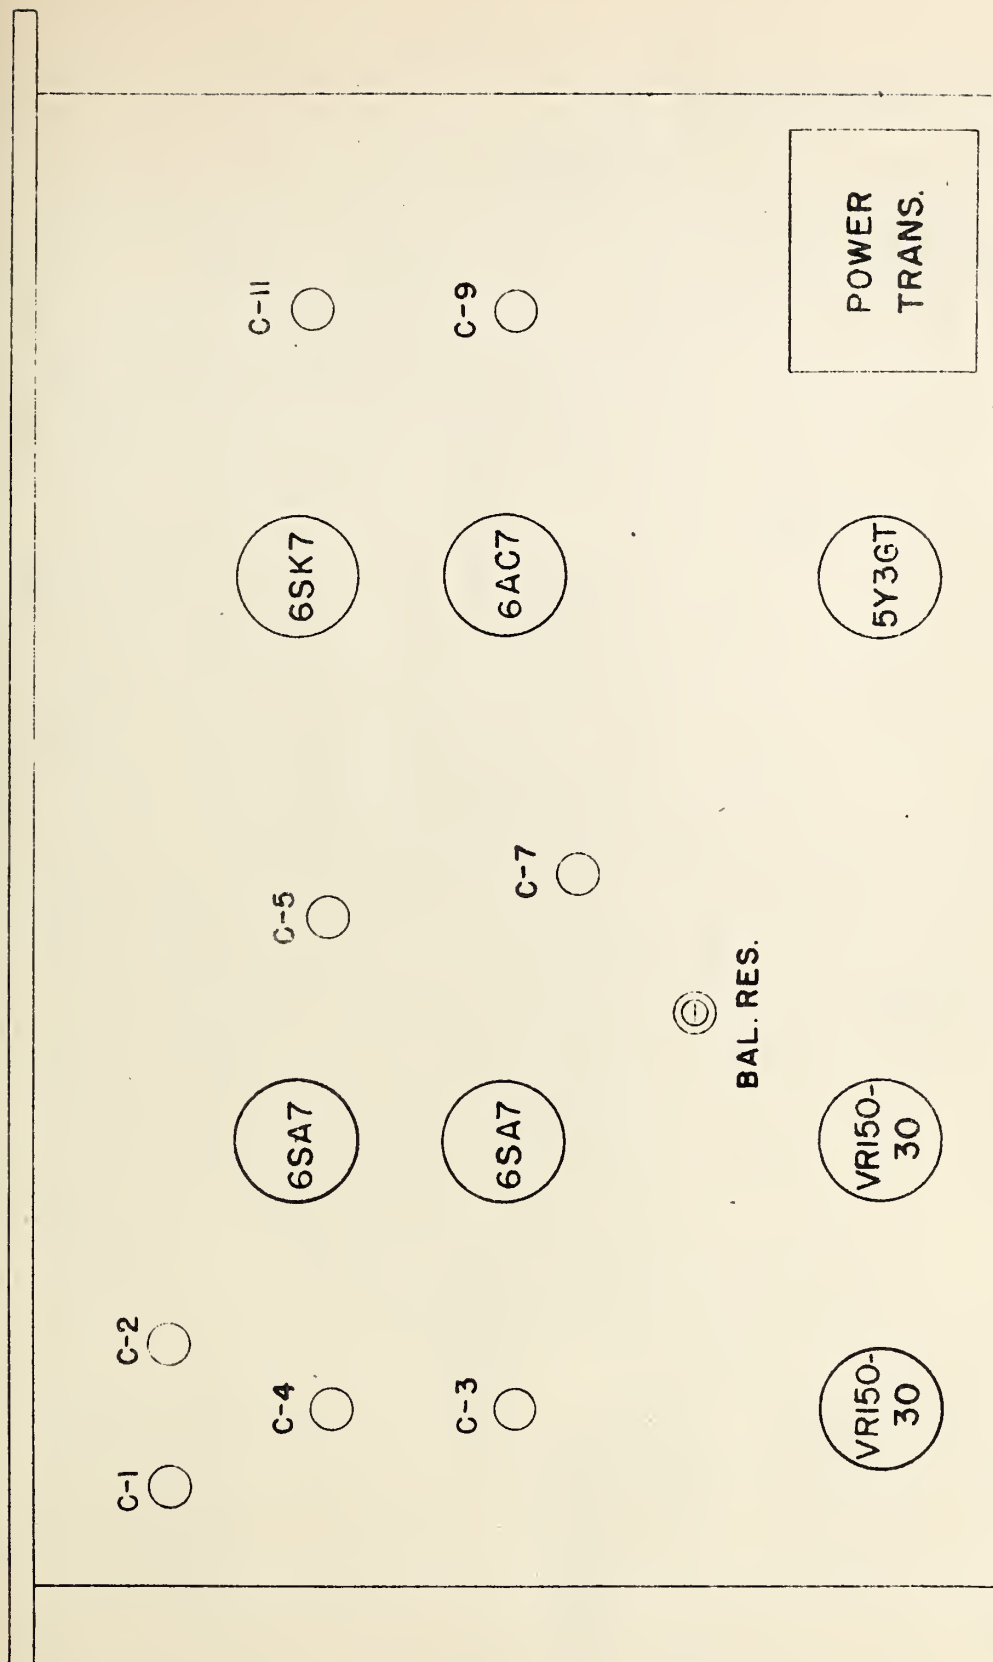 C-1
C-2
C-4
C-5
C-11
6SA7
6SK7
C-3
C-9
6SA7
6AC7
C-7
BAL. RES.
VR150-
30
VR150-
30
5Y3GT
POWER
TRANS.